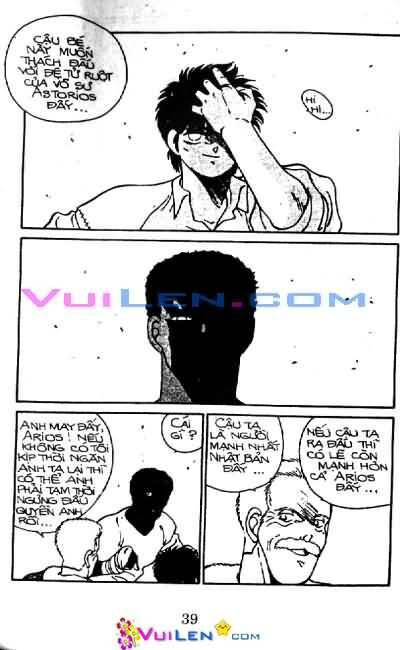 CẬU BÉ
NÀY MUỐN
THÁCH ĐẤU
VỚI ĐỆ TỬ RUỘT
CỦA VÕ SƯ
ASTORIOS
ĐẤY...
HÍ
HÍ...
VUILEN.COM
ANH MAY ĐẤY,
ARIOS! NẾU
KHÔNG CÓ TÔI
KỊP THỜI NGĂN
ANH TA LẠI THÌ
CÓ THỂ ANH
PHẢI TẠM THỜI
NGƯNG ĐẤU
QUYỀN ANH
RỒI...
CÁI
GÌ?
CẬU TA
LÀ NGƯỜI
MẠNH NHẤT
NHẬT BẢN
ĐẤY...
NẾU CẬU TA
RA ĐẤU THÌ
CÓ LẼ CÒN
MẠNH HƠN
CẢ ARIOS
ĐẤY...
39
VUILEN.COM